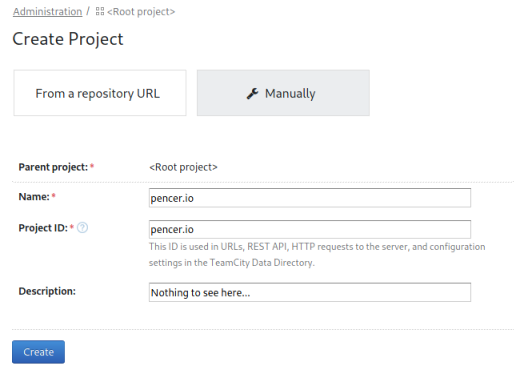 Administration / <Root project>
Create Project
From a repository URL
Manually
Parent project: * <Root project>
Name: * pencer.io
Project ID: * ? pencer.io
This ID is used in URLs, REST API, HTTP requests to the server, and configuration
settings in the TeamCity Data Directory.
Description: Nothing to see here...
Create